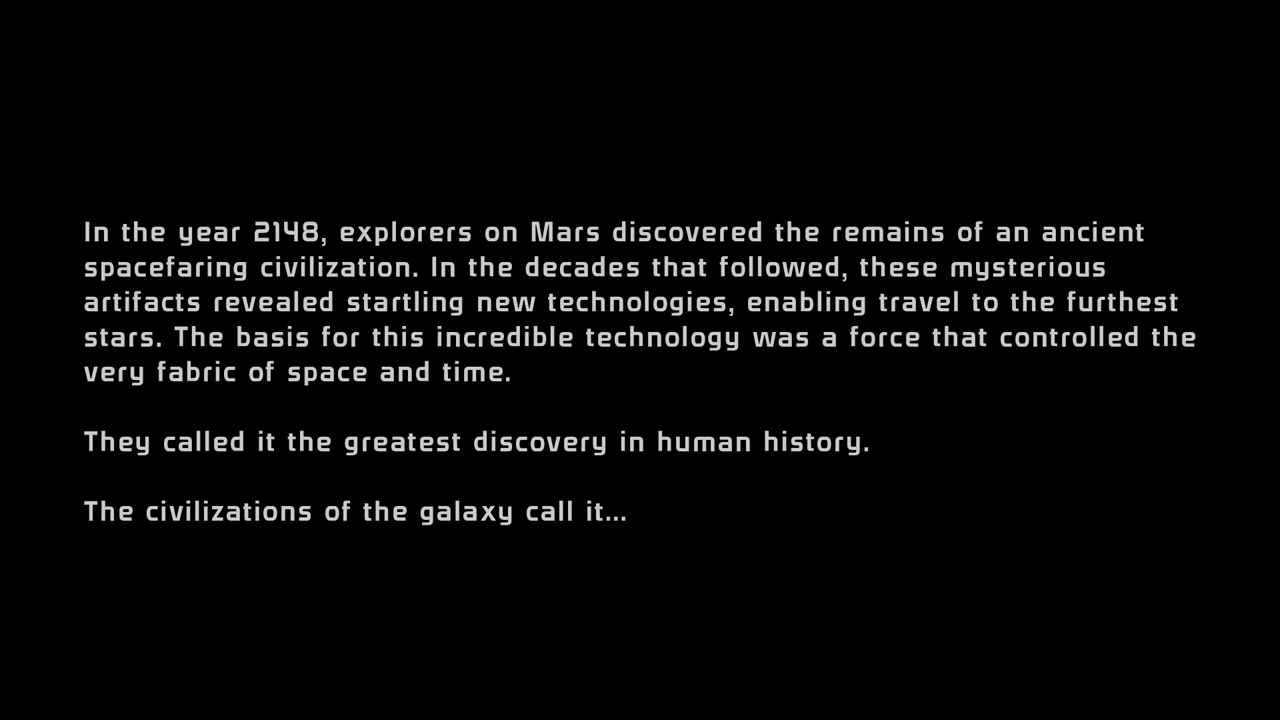 In the year 2148, explorers on Mars discovered the remains of an ancient
spacefaring civilization. In the decades that followed, these mysterious
artifacts revealed startling new technologies, enabling travel to the furthest
stars. The basis for this incredible technology was a force that controlled the
very fabric of space and time.
They called it the greatest discovery in human history.
The civilizations of the galaxy call it...